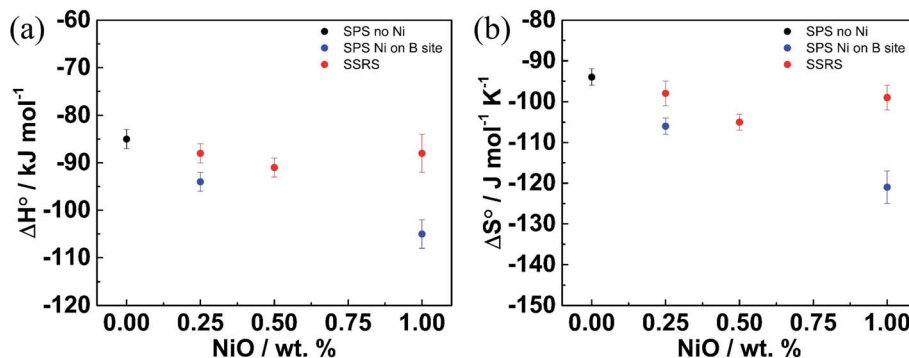 (a)
-60
-70
-80
-90
-100
-110
-120
ΔH° / kJ mol⁻¹
SPS no Ni
SPS Ni on B site
SSRS
0.00 0.25 0.50 0.75 1.00
NiO / wt. %
(b)
-80
-90
-100
-110
-120
-130
-140
-150
ΔS° / J mol⁻¹ K⁻¹
SPS no Ni
SPS Ni on B site
SSRS
0.00 0.25 0.50 0.75 1.00
NiO / wt. %